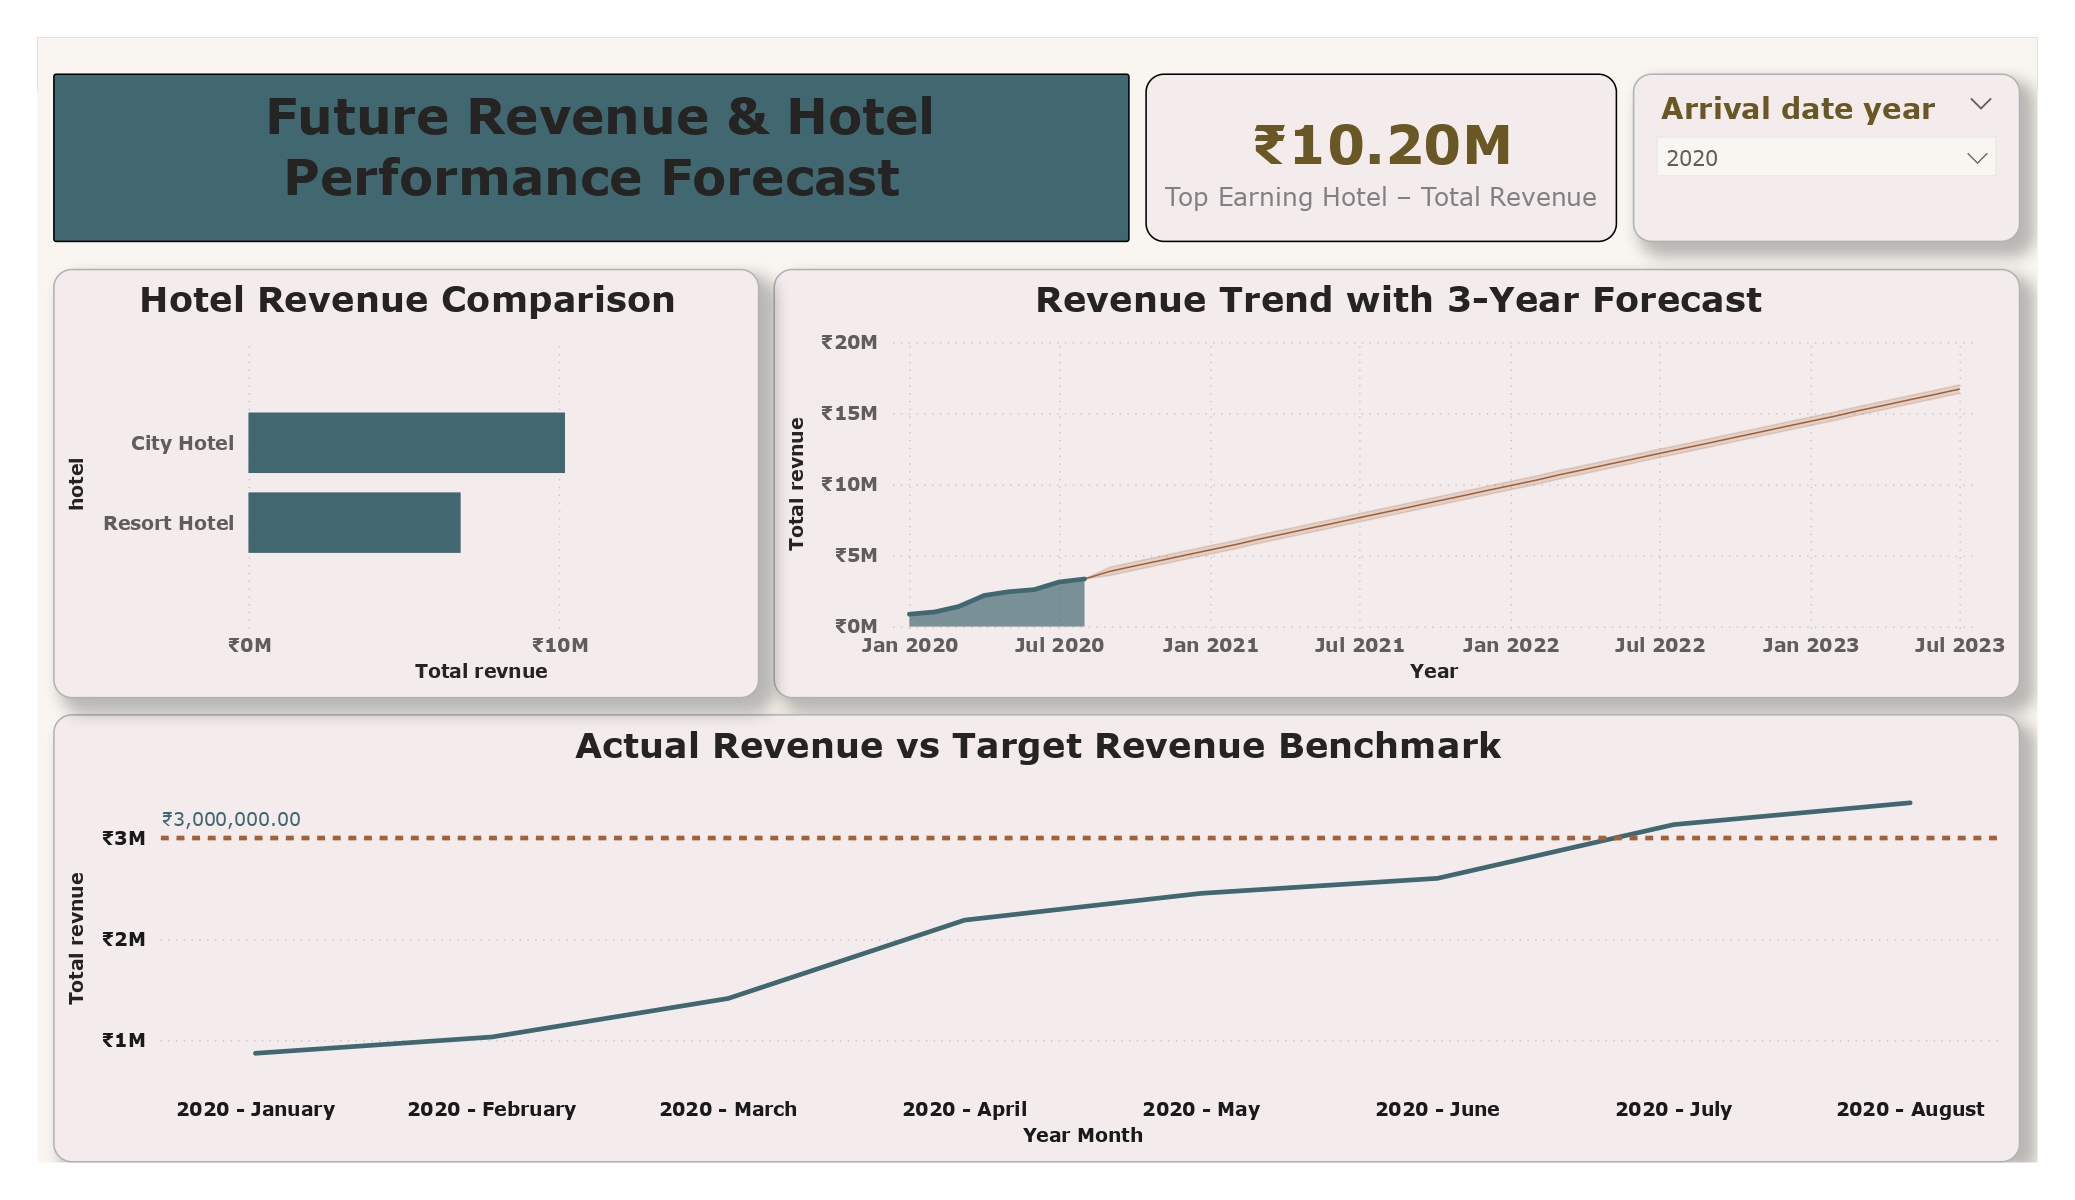 Future Revenue & Hotel
Performance Forecast
₹10.20M
Top Earning Hotel – Total Revenue
Arrival date year
2020
Hotel Revenue Comparison
hotel
City Hotel
Resort Hotel
₹0M
₹10M
Total revnue
Revenue Trend with 3-Year Forecast
Total revnue
₹20M
₹15M
₹10M
₹5M
₹0M
Jan 2020
Jul 2020
Jan 2021
Jul 2021
Jan 2022
Jul 2022
Jan 2023
Jul 2023
Year
Actual Revenue vs Target Revenue Benchmark
Total revnue
₹3,000,000.00
₹3M
₹2M
₹1M
2020 - January
2020 - February
2020 - March
2020 - April
2020 - May
2020 - June
2020 - July
2020 - August
Year Month